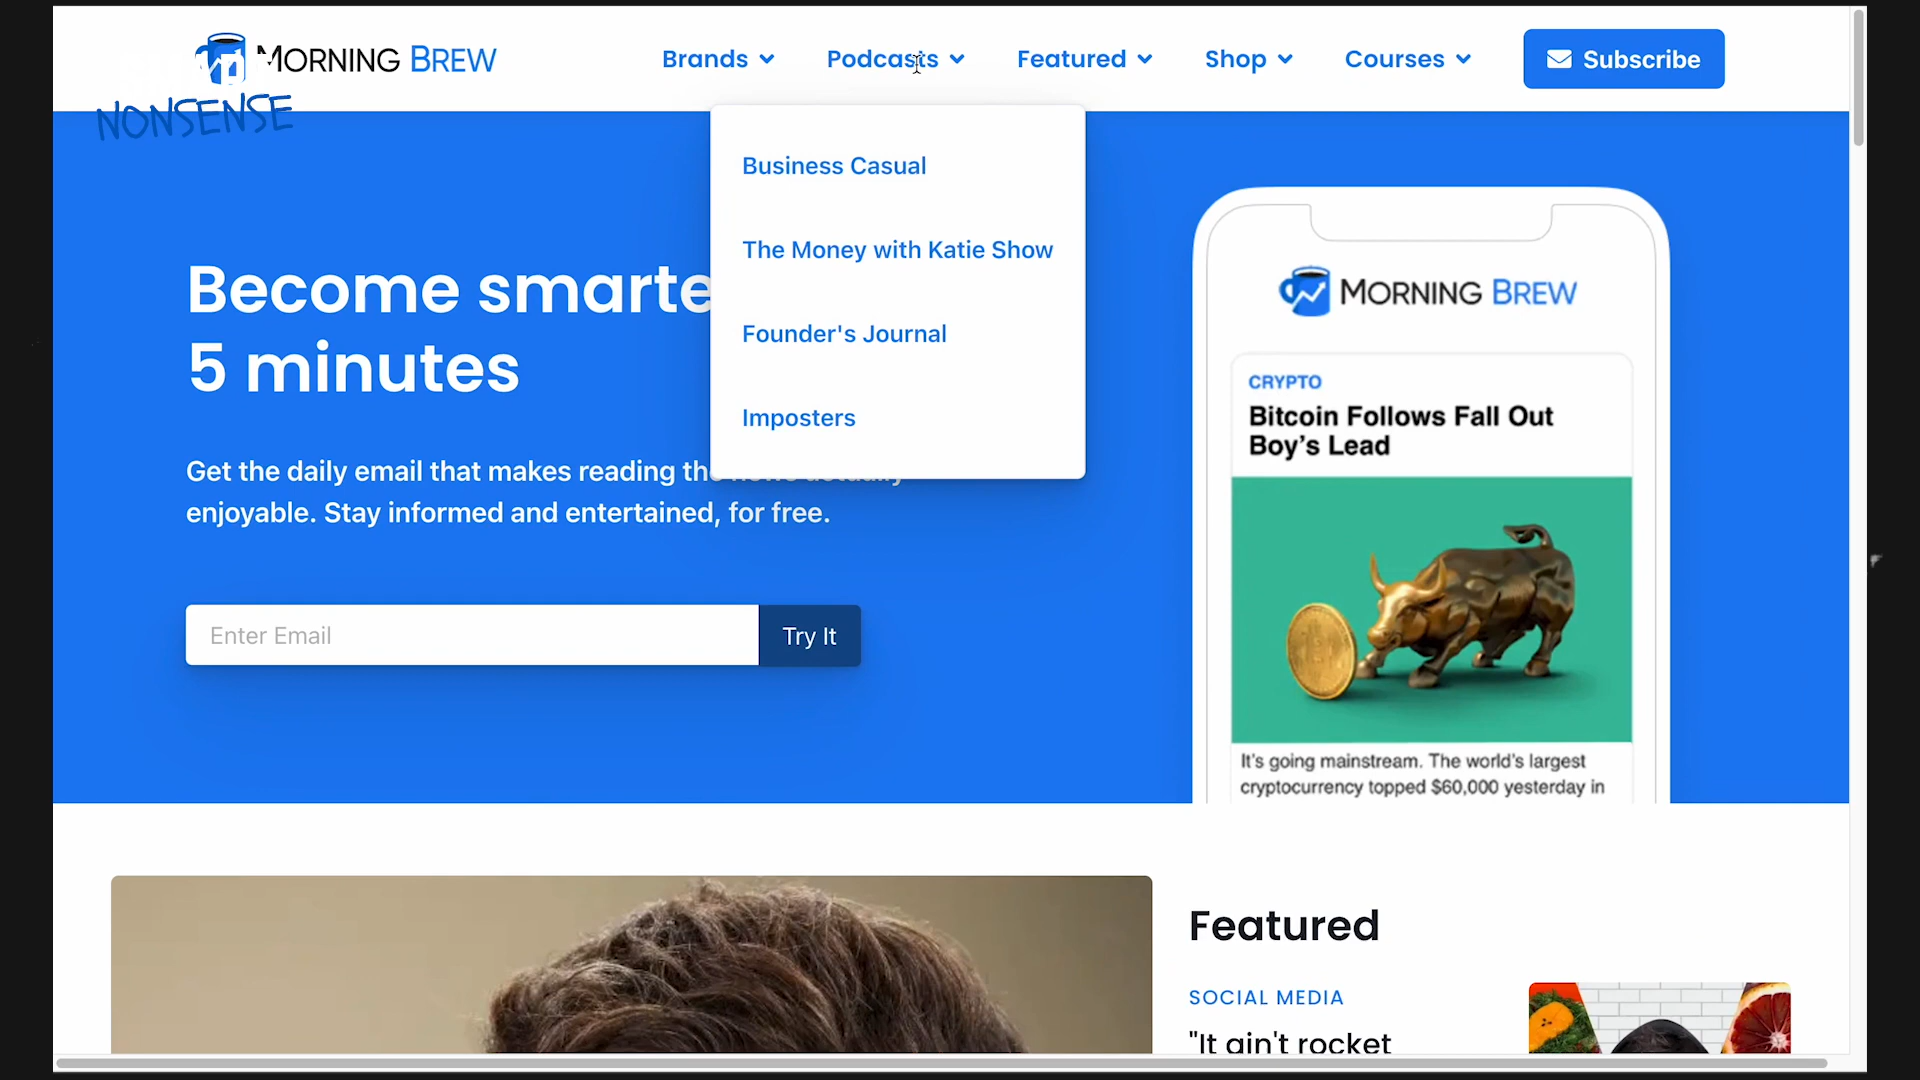 MORNING BREW
NONSENSE
Brands
Podcasts
Featured
Shop
Courses
Subscribe
Business Casual
The Money with Katie Show
Founder's Journal
Imposters
Become smarte
5 minutes
Get the daily email that makes reading the
enjoyable. Stay informed and entertained, for free.
Enter Email
Try It
MORNING BREW
CRYPTO
Bitcoin Follows Fall Out
Boy's Lead
It's going mainstream. The world's largest
cryptocurrency topped $60,000 yesterday in
Featured
SOCIAL MEDIA
"It ain't rocket